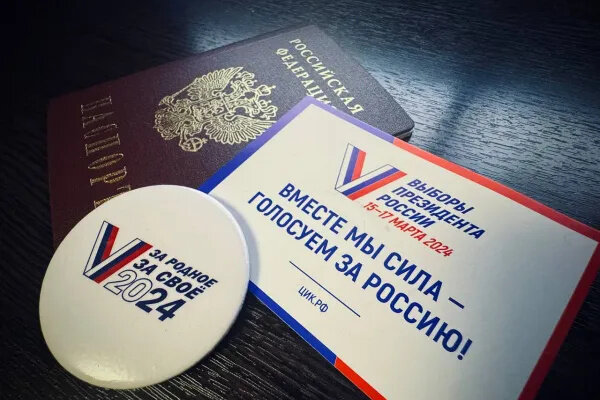 РОССИЙСКАЯ
ФЕДЕРАЦИЯ
ПАСПОРТ
ВЫБОРЫ
ПРЕЗИДЕНТА
РОССИИ
15-17 МАРТА 2024
ВМЕСТЕ МЫ СИЛА –
ГОЛОСУЕМ ЗА РОССИЮ!
ЦИК.РФ
ЗА РОДНОЕ
ЗА СВОЁ
2024